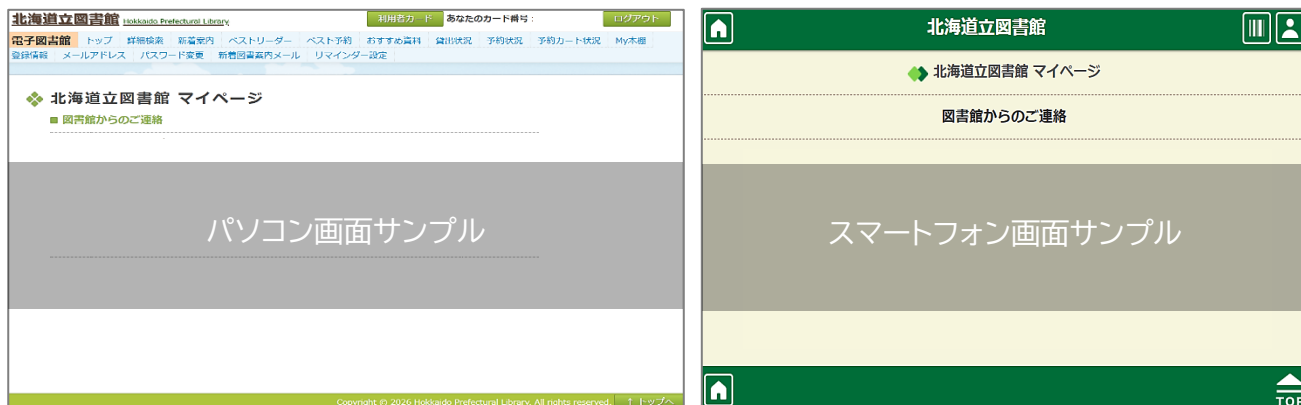 北海道立図書館 Hokkaido Prefectural Library 利用者カード あなたのカード番号: ログアウト
電子図書館 トップ 詳細検索 新着案内 ベストリーダー ベスト予約 おすすめ資料 貸出状況 予約状況 予約カート状況 My本棚
登録情報 メールアドレス パスワード変更 新着図書案内メール リマインダー設定
北海道立図書館 マイページ
図書館からのご連絡
パソコン画面サンプル
Copyright © 2026 Hokkaido Prefectural Library. All rights reserved. ↑ トップへ
北海道立図書館
北海道立図書館 マイページ
図書館からのご連絡
スマートフォン画面サンプル
TOP